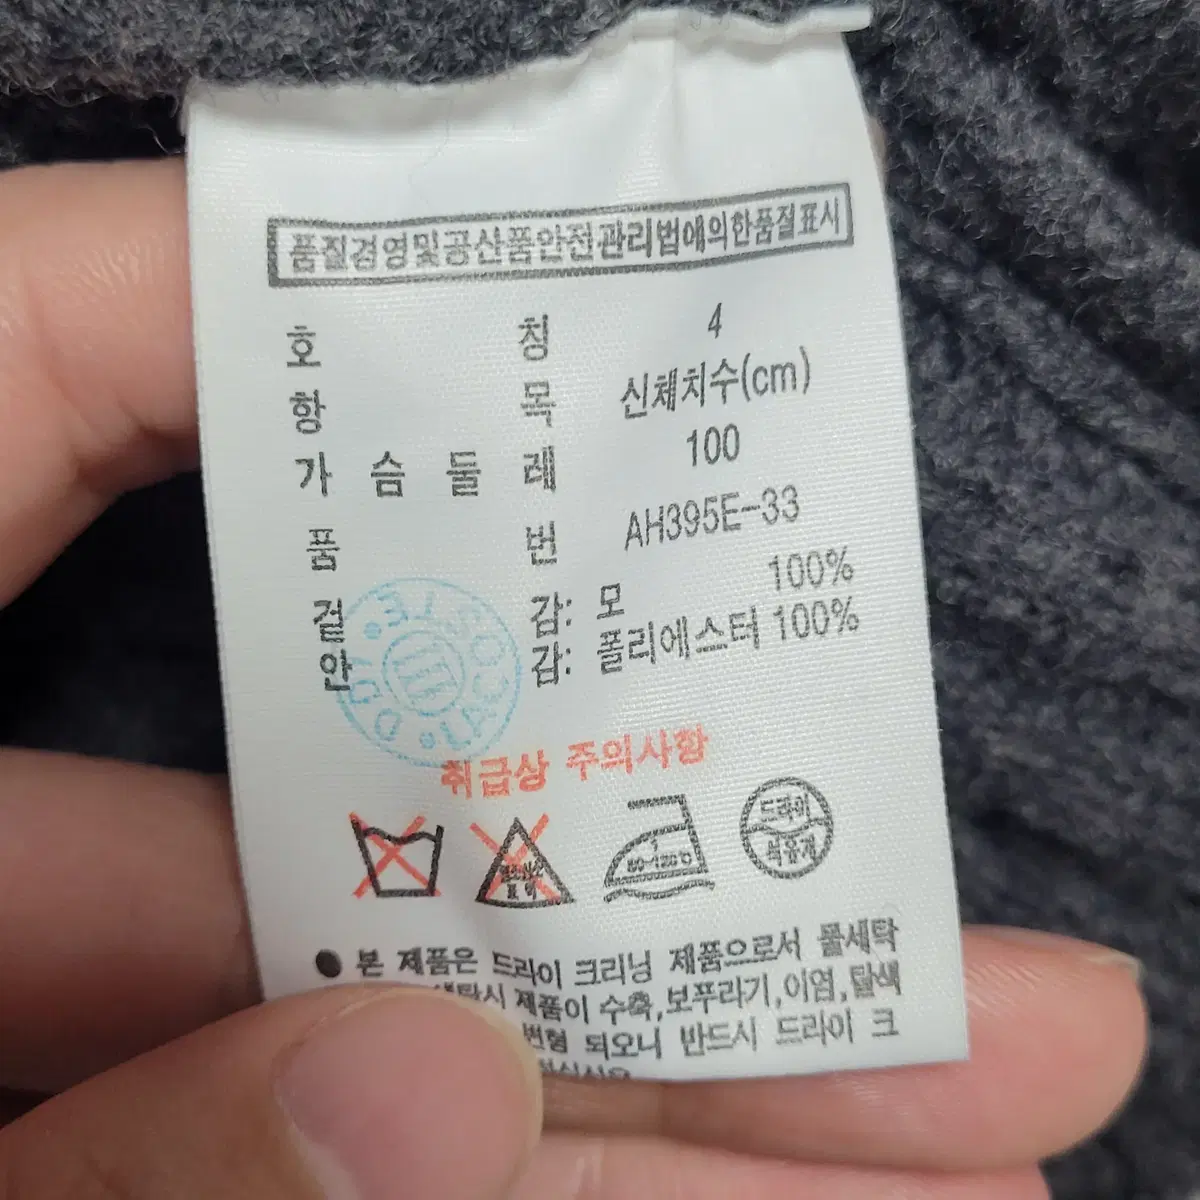 품질경영및공산품안전관리법에의한품질표시
호 칭 4
항 목 신체치수(cm)
가 슴 둘 레 100
품 번 AH395E-33
겉 감: 모 100%
안 감: 폴리에스터 100%
LACOSTE
취급상 주의사항
드라이
석유계
80~120℃
● 본 제품은 드라이 크리닝 제품으로서 물세탁
제품이 수축,보푸라기,이염,탈색
변형 되오니 반드시 드라이 크